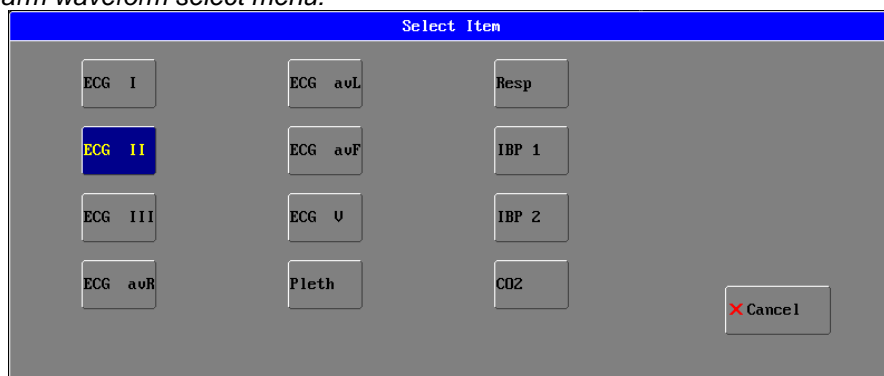 arm waveform select menu.
Select Item
ECG I
ECG avL
Resp
ECG II
ECG avF
IBP 1
ECG III
ECG V
IBP 2
ECG avR
Pleth
CO2
Cancel